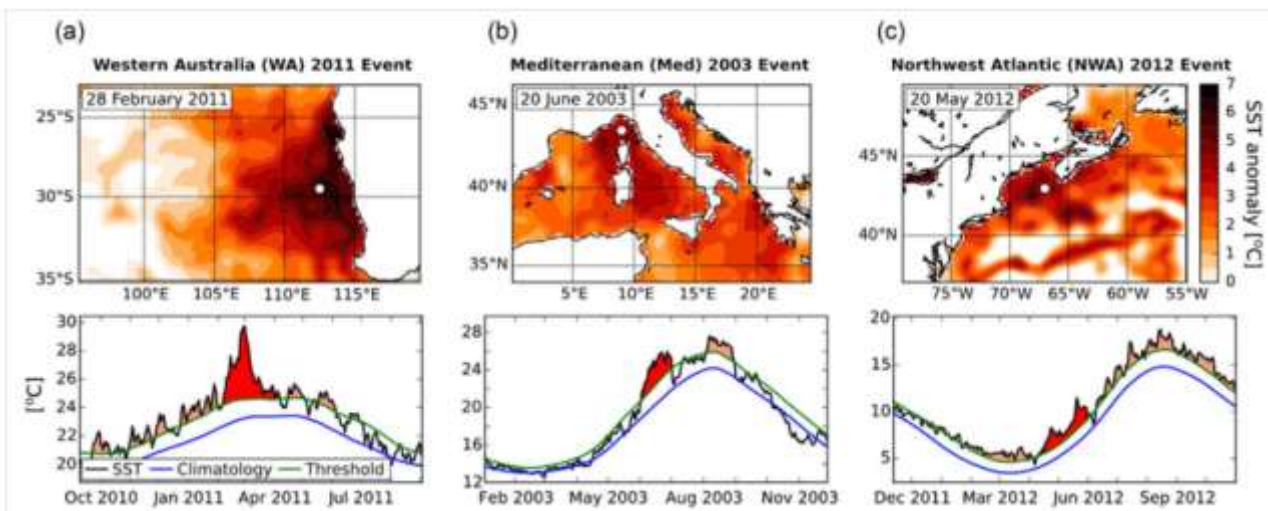 (a)
Western Australia (WA) 2011 Event
28 February 2011
25°S
30°S
35°S
100°E 105°E 110°E 115°E
30
28
26
24
22
20
[°C]
SST Climatology Threshold
Oct 2010 Jan 2011 Apr 2011 Jul 2011
(b)
Mediterranean (Med) 2003 Event
20 June 2003
45°N
40°N
35°N
5°E 10°E 15°E 20°E
28
24
20
16
12
Feb 2003 May 2003 Aug 2003 Nov 2003
(c)
Northwest Atlantic (NWA) 2012 Event
20 May 2012
45°N
40°N
75°W 70°W 65°W 60°W 55°W
7
6
5
4
3
2
1
0
SST anomaly [°C]
20
15
10
5
Dec 2011 Mar 2012 Jun 2012 Sep 2012